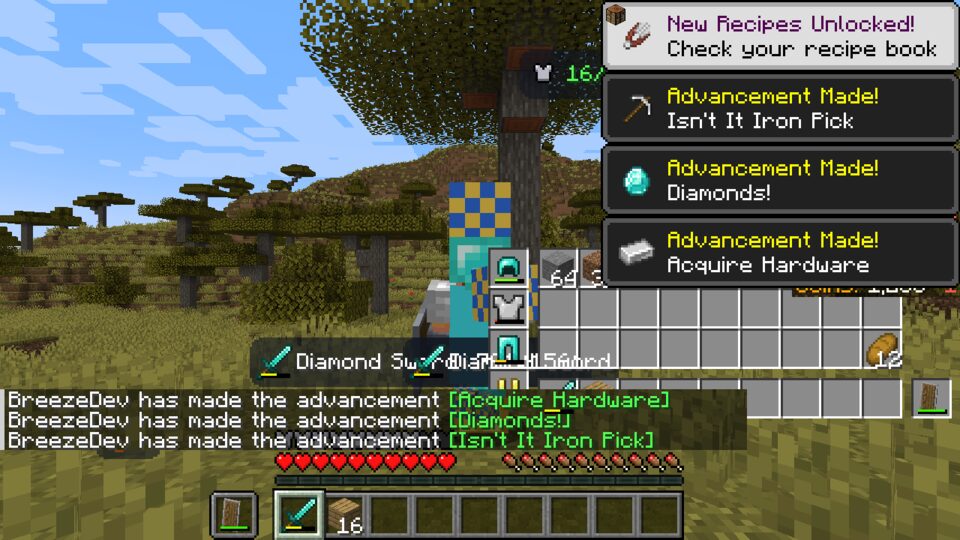 New Recipes Unlocked!
Check your recipe book
16/
Advancement Made!
Isn't It Iron Pick
Advancement Made!
Diamonds!
Advancement Made!
Acquire Hardware
64
12
Diamond
BreezeDev has made the advancement [Acquire Hardware]
BreezeDev has made the advancement [Diamonds!]
BreezeDev has made the advancement [Isn't It Iron Pick]
16